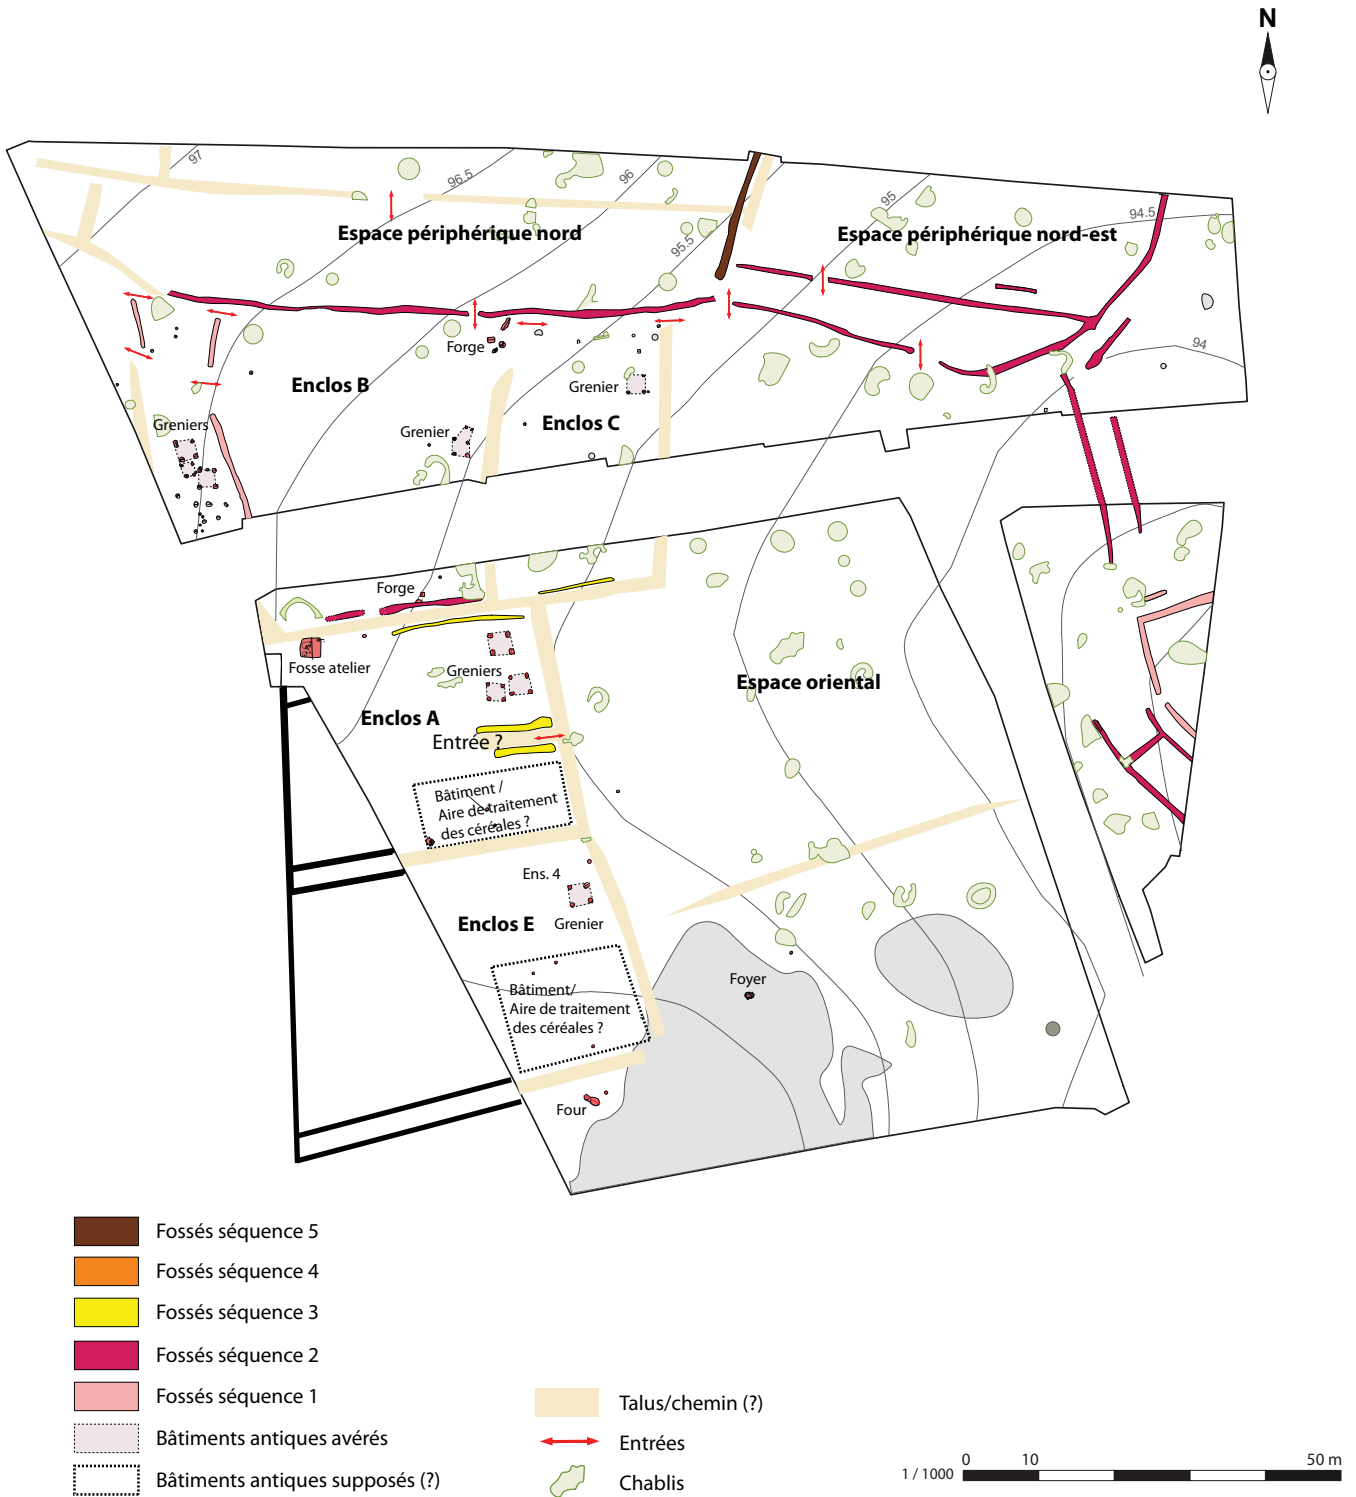 N
97
96.5
96
95.5
95
94.5
94
Espace périphérique nord
Espace périphérique nord-est
Forge
Enclos B
Grenier
Enclos C
Greniers
Grenier
Forge
Fosse atelier
Greniers
Espace oriental
Enclos A
Entrée ?
Bâtiment /
Aire de traitement
des céréales ?
Ens. 4
Enclos E
Grenier
Bâtiment/
Aire de traitement
des céréales ?
Foyer
Four
Fossés séquence 5
Fossés séquence 4
Fossés séquence 3
Fossés séquence 2
Fossés séquence 1
Bâtiments antiques avérés
Bâtiments antiques supposés (?)
Talus/chemin (?)
Entrées
Chablis
0 10 50 m
1 / 1000